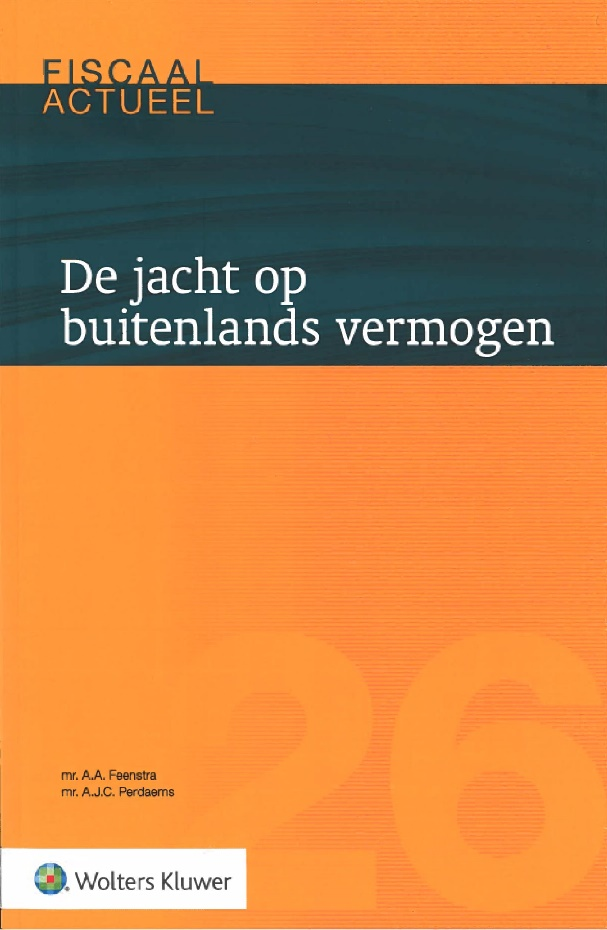 FISCAAL
ACTUEEL
De jacht op
buitenlands vermogen
26
mr. A.A. Feenstra
mr. A.J.C. Perdaems
Wolters Kluwer